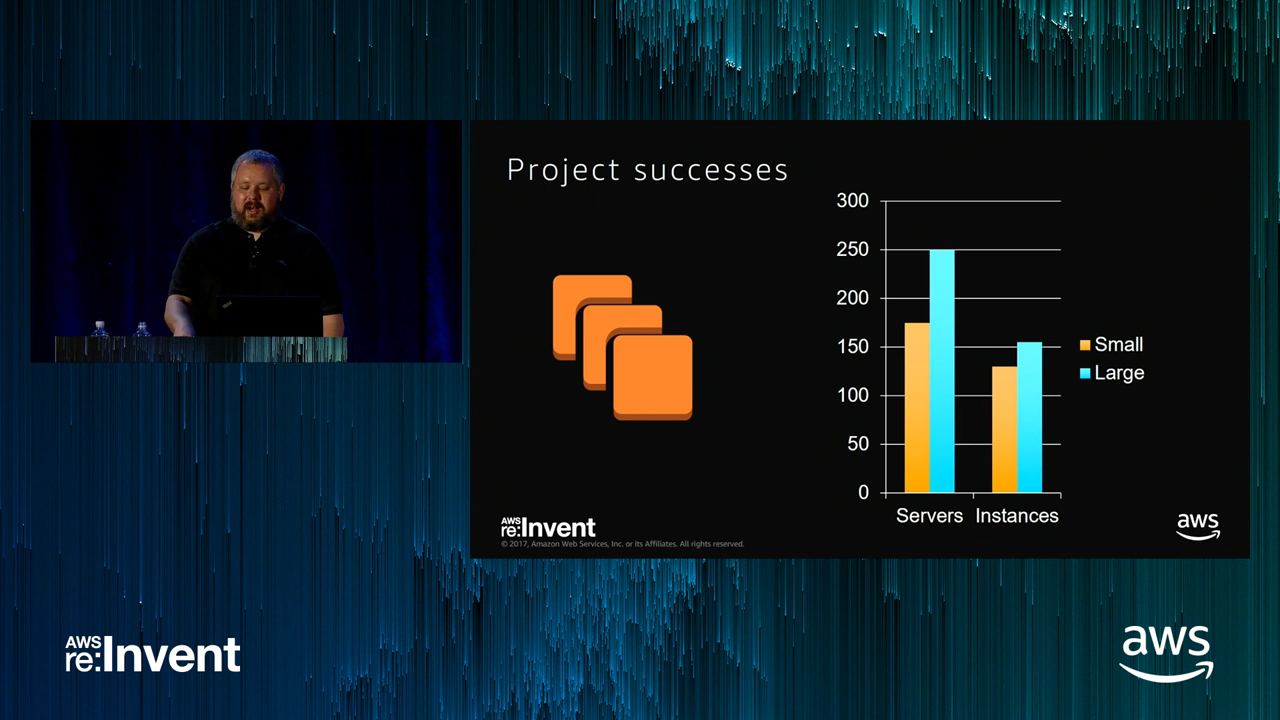 Project successes
300
250
200
150
100
50
0
Servers Instances
Small
Large
AWS
re:Invent
© 2017, Amazon Web Services, Inc. or its Affiliates. All rights reserved.
aws
AWS
re:Invent
aws